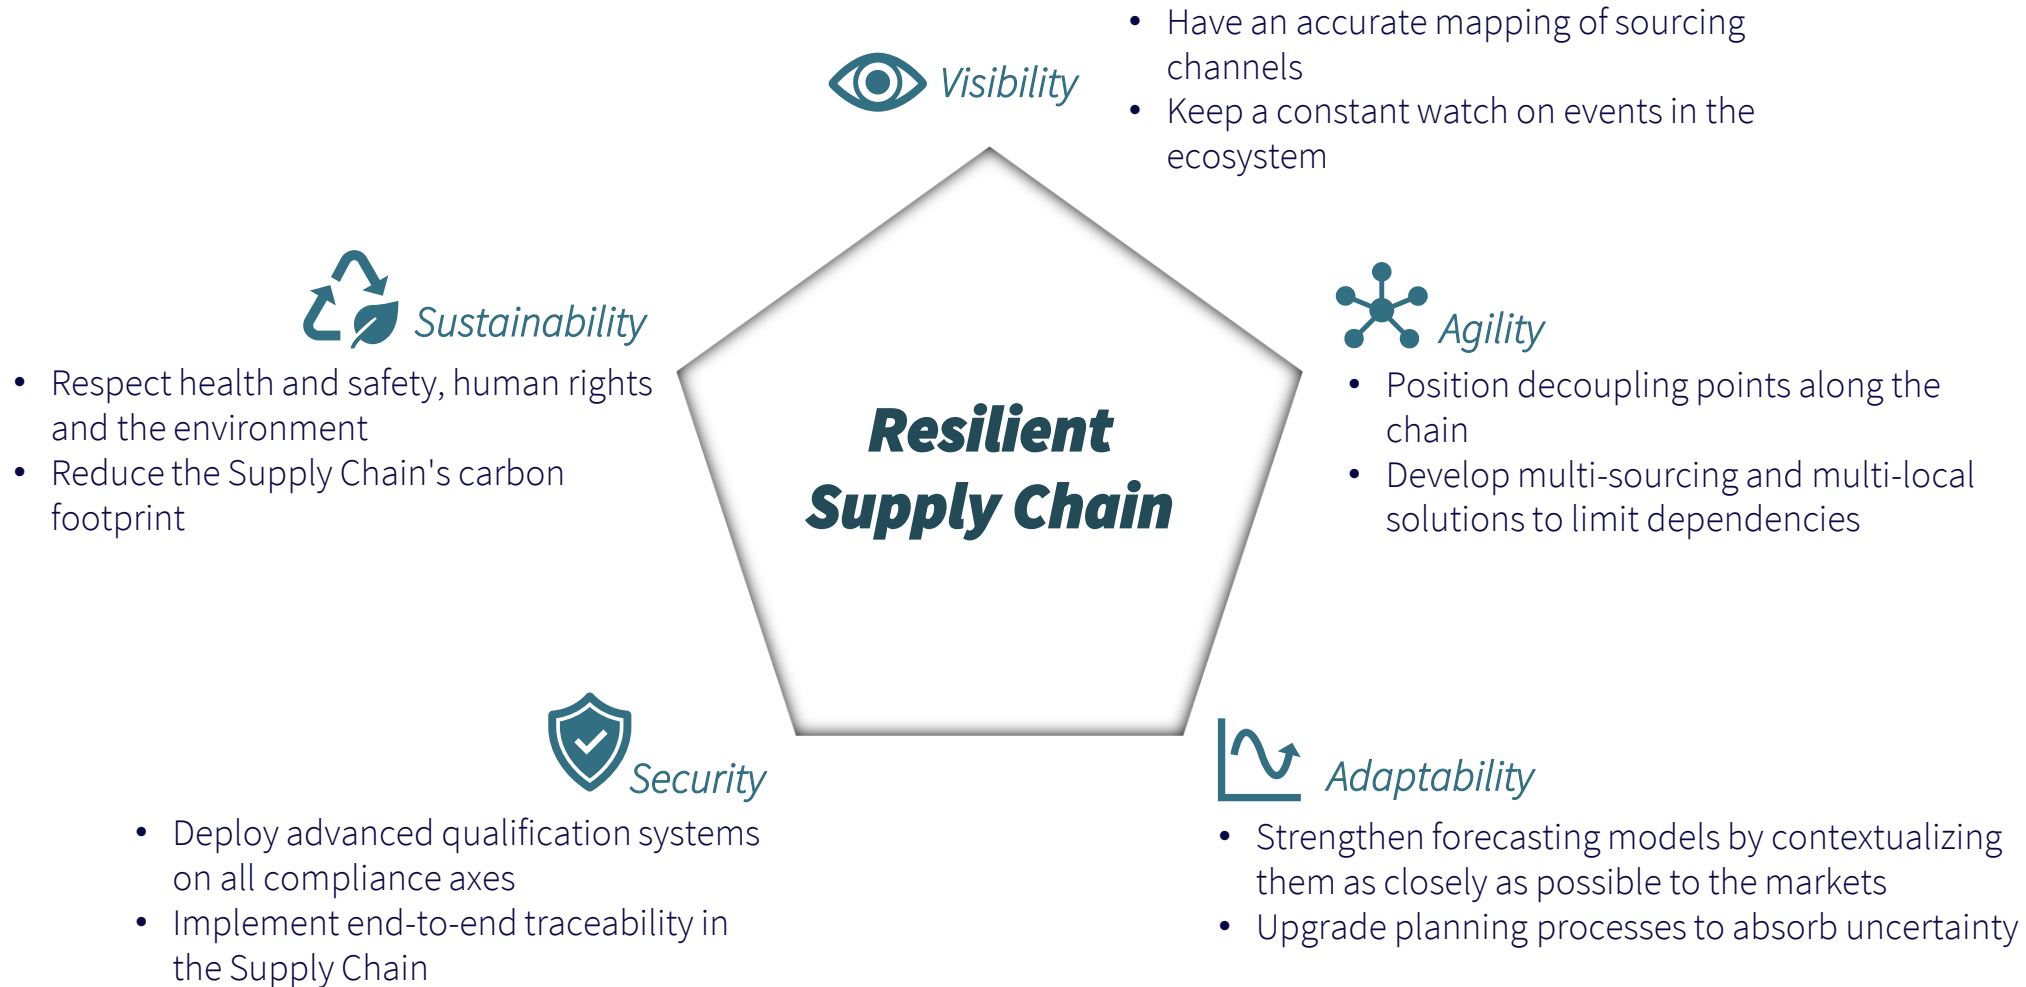 Visibility
• Have an accurate mapping of sourcing
channels
• Keep a constant watch on events in the
ecosystem
Sustainability
• Respect health and safety, human rights
and the environment
• Reduce the Supply Chain's carbon
footprint
Resilient
Supply Chain
Agility
• Position decoupling points along the
chain
• Develop multi-sourcing and multi-local
solutions to limit dependencies
Security
• Deploy advanced qualification systems
on all compliance axes
• Implement end-to-end traceability in
the Supply Chain
Adaptability
• Strengthen forecasting models by contextualizing
them as closely as possible to the markets
• Upgrade planning processes to absorb uncertainty